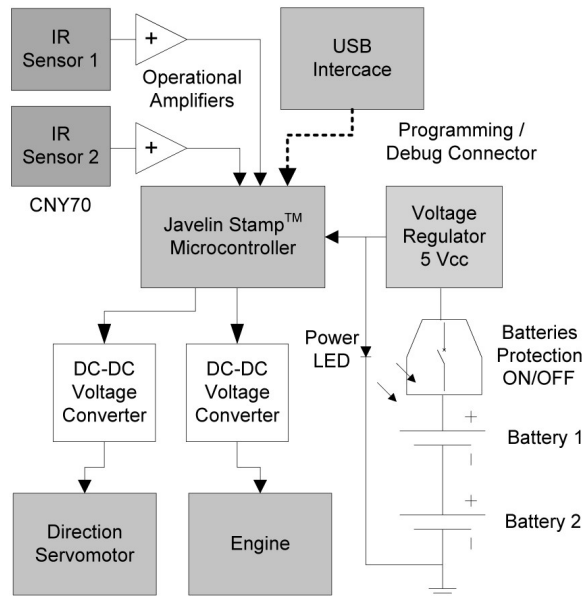 IR
Sensor 1
+
Operational
Amplifiers
USB
Intercace
IR
Sensor 2
+
CNY70
Programming /
Debug Connector
Javelin Stamp™
Microcontroller
Voltage
Regulator
5 Vcc
Power
LED
Batteries
Protection
ON/OFF
DC-DC
Voltage
Converter
DC-DC
Voltage
Converter
+
Battery 1
–
+
Battery 2
–
Direction
Servomotor
Engine